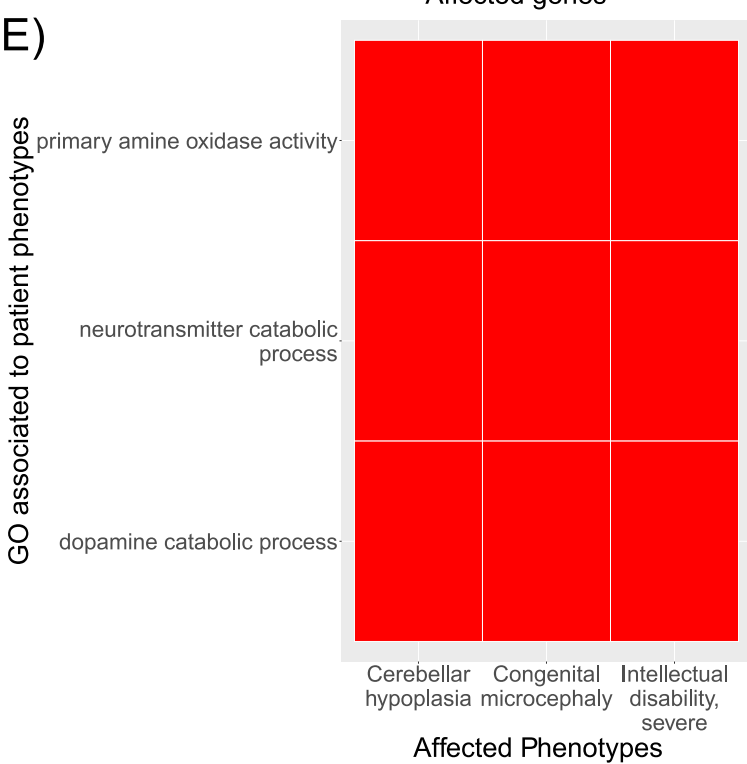 Affected genes
E)
GO associated to patient phenotypes
primary amine oxidase activity
neurotransmitter catabolic
process
dopamine catabolic process
Cerebellar
hypoplasia
Congenital
microcephaly
Intellectual
disability,
severe
Affected Phenotypes